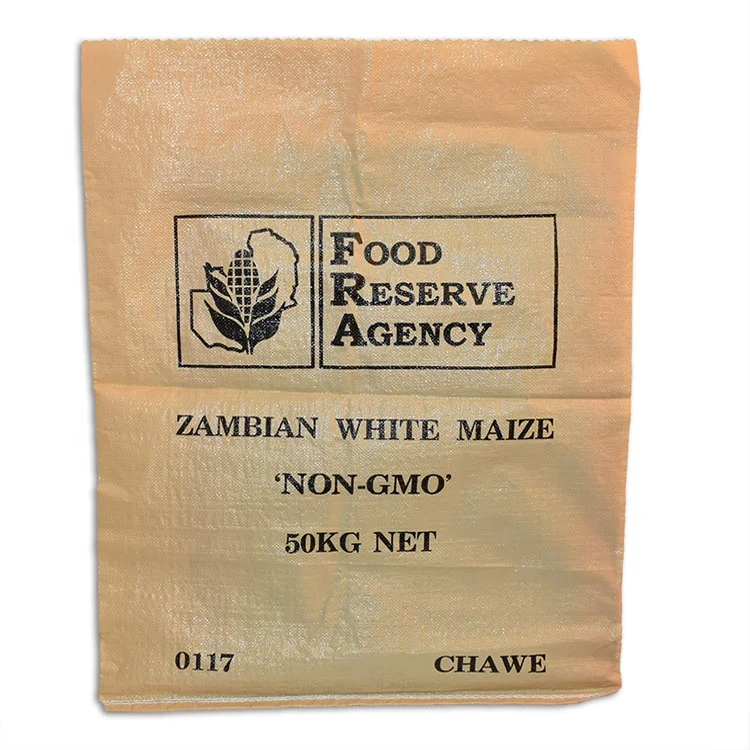 FOOD
RESERVE
AGENCY
ZAMBIAN WHITE MAIZE
‘NON-GMO’
50KG NET
0117 CHAWE